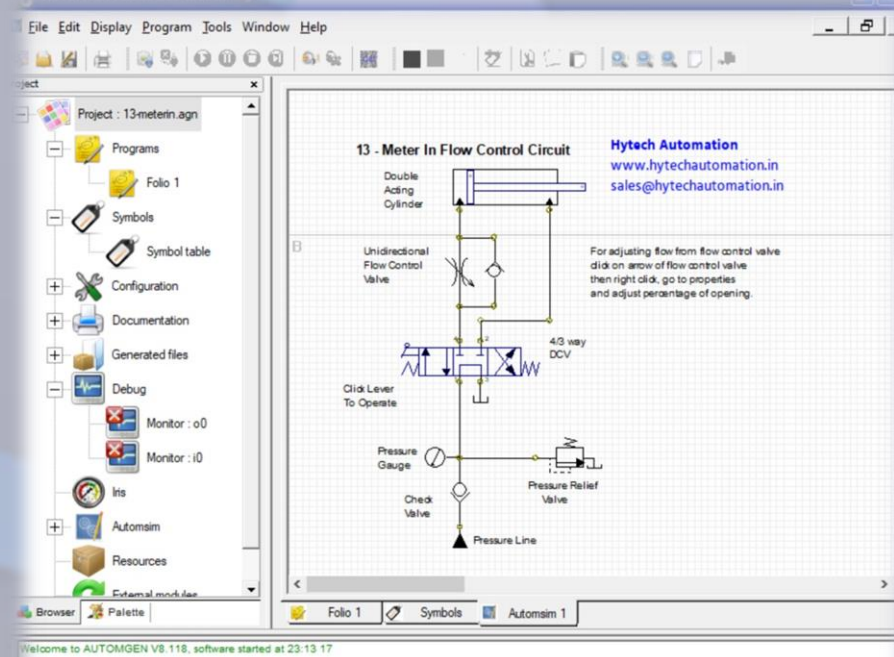 File Edit Display Program Tools Window Help
Project : 13-meterin.agn
Programs
Folio 1
Symbols
Symbol table
Configuration
Documentation
Generated files
Debug
Monitor : o0
Monitor : i0
Iris
Automsim
Resources
External modules
Browser Palette
13 - Meter In Flow Control Circuit
Hytech Automation
www.hytechautomation.in
sales@hytechautomation.in
Double
Acting
Cylinder
Unidirectional
Flow Control
Valve
For adjusting flow from flow control valve
click on arrow of flow control valve
then right click, go to properties
and adjust percentage of opening.
4/3 way
DCV
Click Lever
To Operate
Pressure
Gauge
Pressure Relief
Valve
Check
Valve
Pressure Line
Folio 1 Symbols Automsim 1
Welcome to AUTOMGEN V8.118, software started at 23:13 17